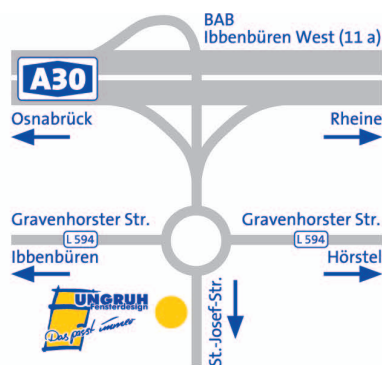 BAB
Ibbenbüren West (11 a)
A30
Osnabrück
Rheine
Gravenhorster Str.
Gravenhorster Str.
L 594
L 594
Ibbenbüren
Hörstel
UNGRUH
Fensterdesign
Das passt immer
St.-Josef-Str.